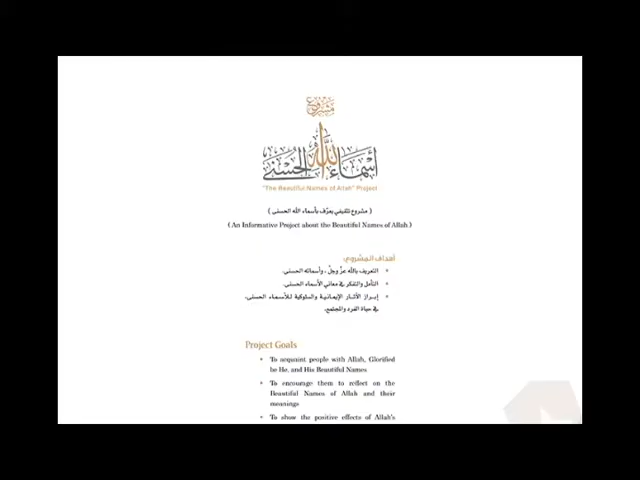 مشروع
أسماء الله الحسنى
"The Beautiful Names of Allah" Project
( مشروع تثقيفي يعرّف بأسماء الله الحسنى )
( An Informative Project about the Beautiful Names of Allah )
أهداف المشروع
• التعريف بالله عزَّ وجلَّ ، وأسمائه الحسنى.
• التأمل والتفكر في معاني الأسماء الحسنى.
• إبـراز الآثـار الإيمانـية والسلوكية للأسـماء الحسنى،
في حياة الفرد والمجتمع.
Project Goals
• To acquaint people with Allah, Glorified
be He, and His Beautiful Names
• To encourage them to reflect on the
Beautiful Names of Allah and their
meanings
• To show the positive effects of Allah's